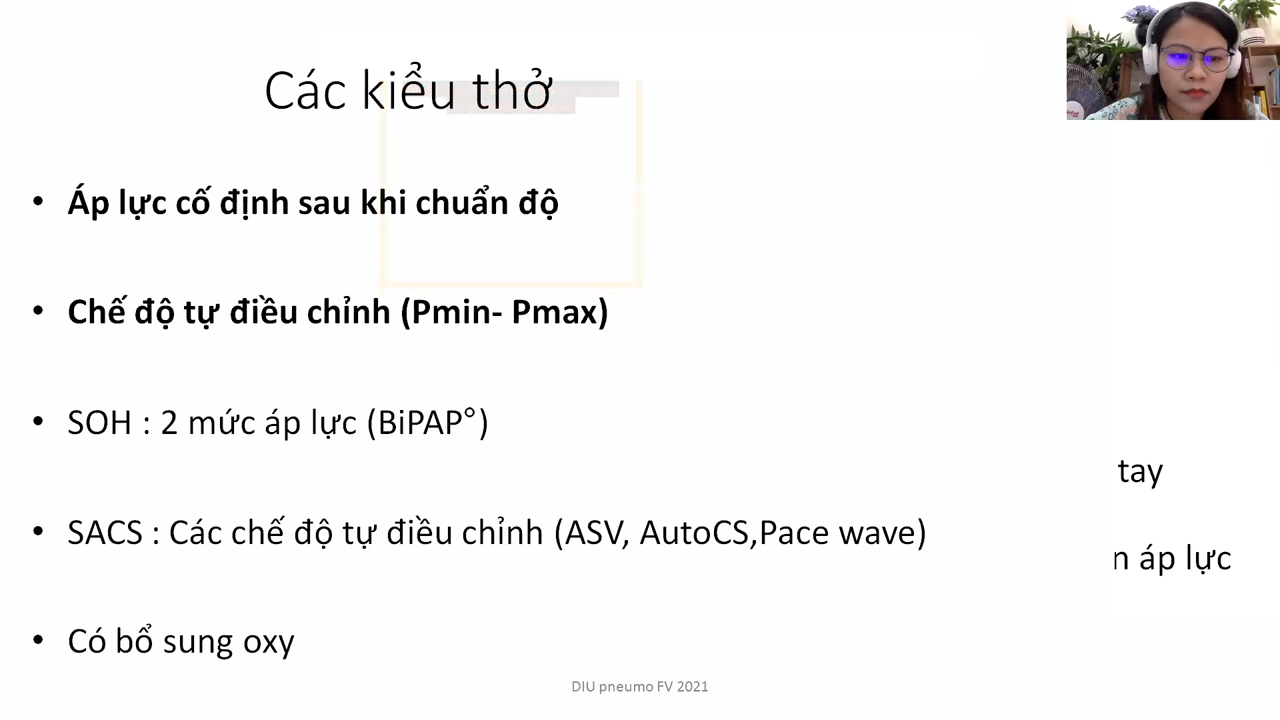 Các kiểu thở
• Áp lực cố định sau khi chuẩn độ
• Chế độ tự điều chỉnh (Pmin- Pmax)
• SOH : 2 mức áp lực (BiPAP°)
tay
• SACS : Các chế độ tự điều chỉnh (ASV, AutoCS,Pace wave)
n áp lực
• Có bổ sung oxy
DIU pneumo FV 2021